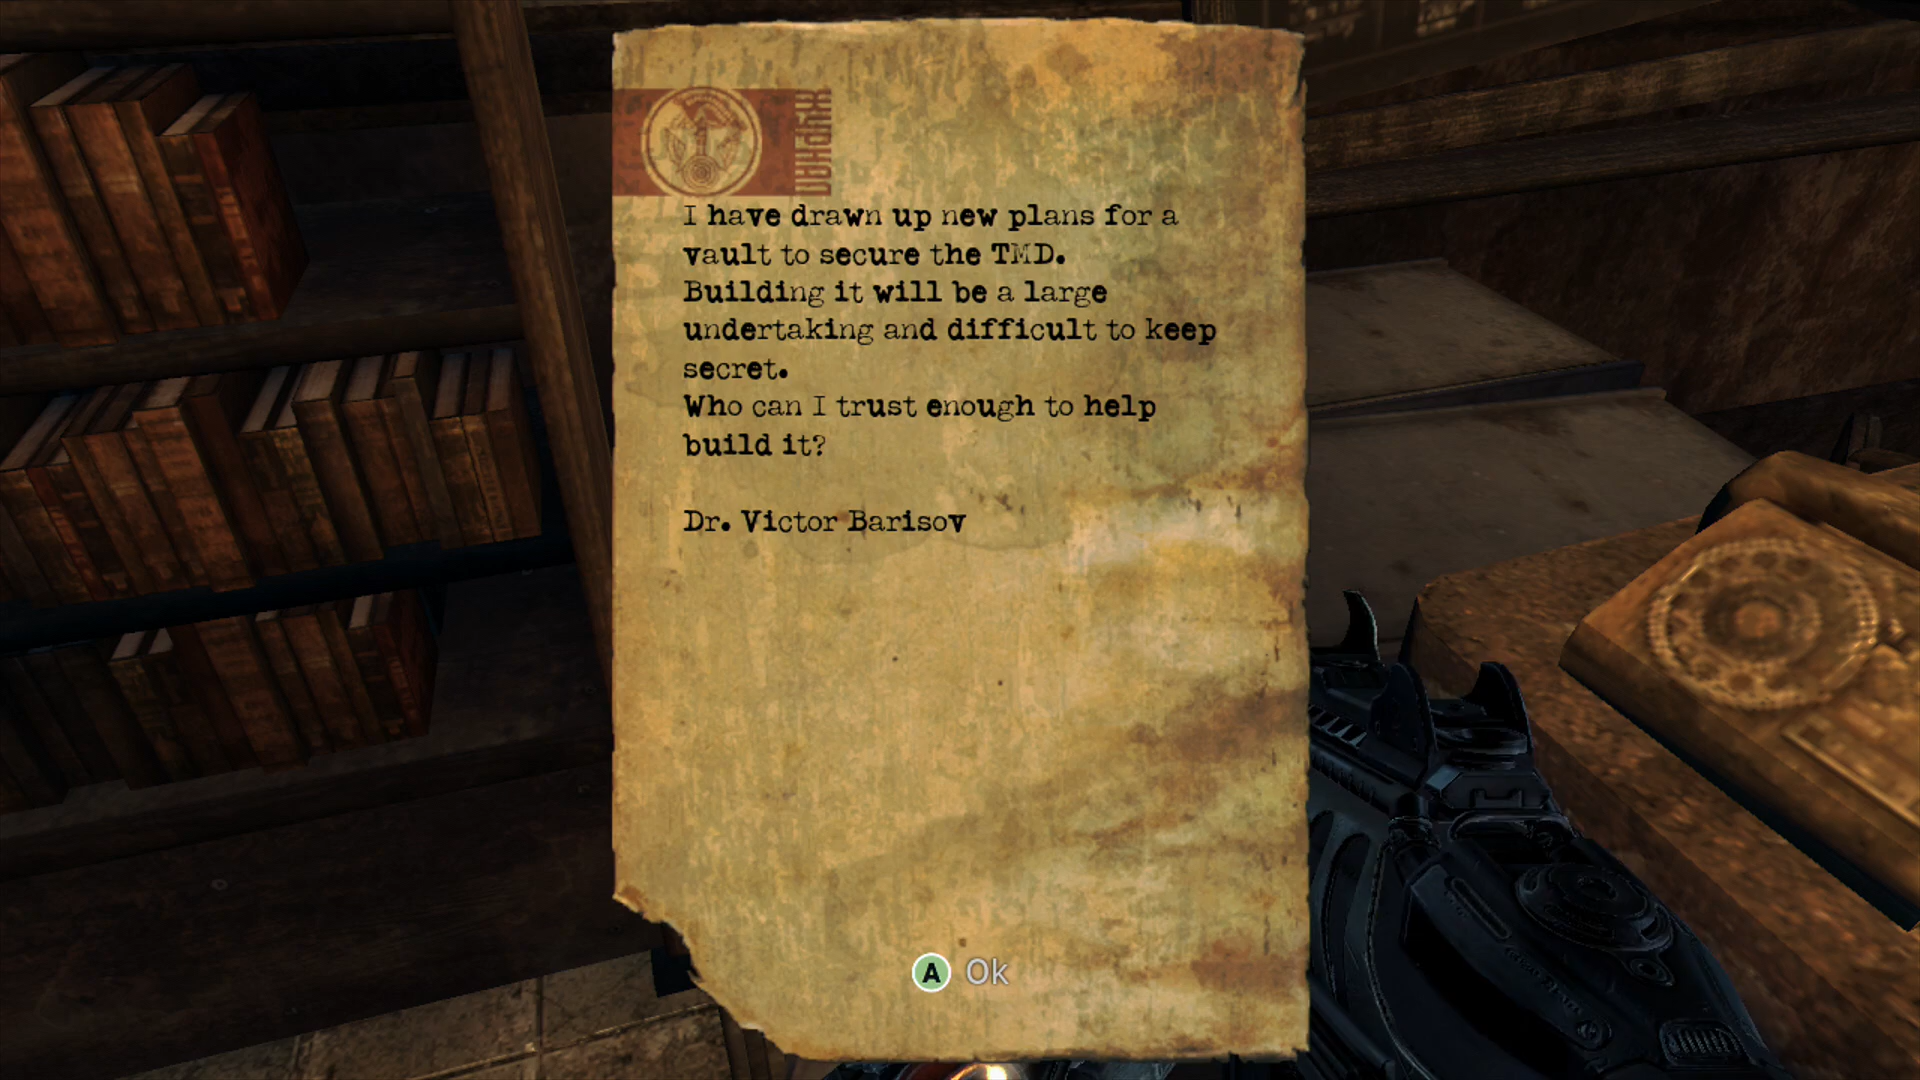 I have drawn up new plans for a
vault to secure the TMD.
Building it will be a large
undertaking and difficult to keep
secret.
Who can I trust enough to help
build it?
Dr. Victor Barisov
A Ok